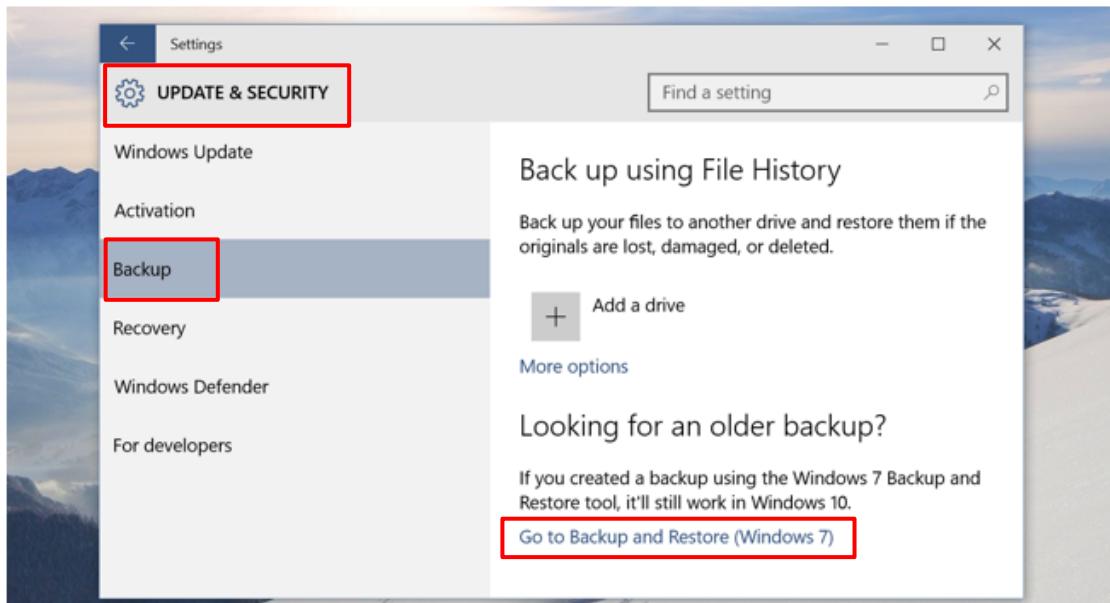 Settings
UPDATE & SECURITY
Find a setting
Windows Update
Activation
Backup
Recovery
Windows Defender
For developers
Back up using File History
Back up your files to another drive and restore them if the
originals are lost, damaged, or deleted.
Add a drive
More options
Looking for an older backup?
If you created a backup using the Windows 7 Backup and
Restore tool, it'll still work in Windows 10.
Go to Backup and Restore (Windows 7)